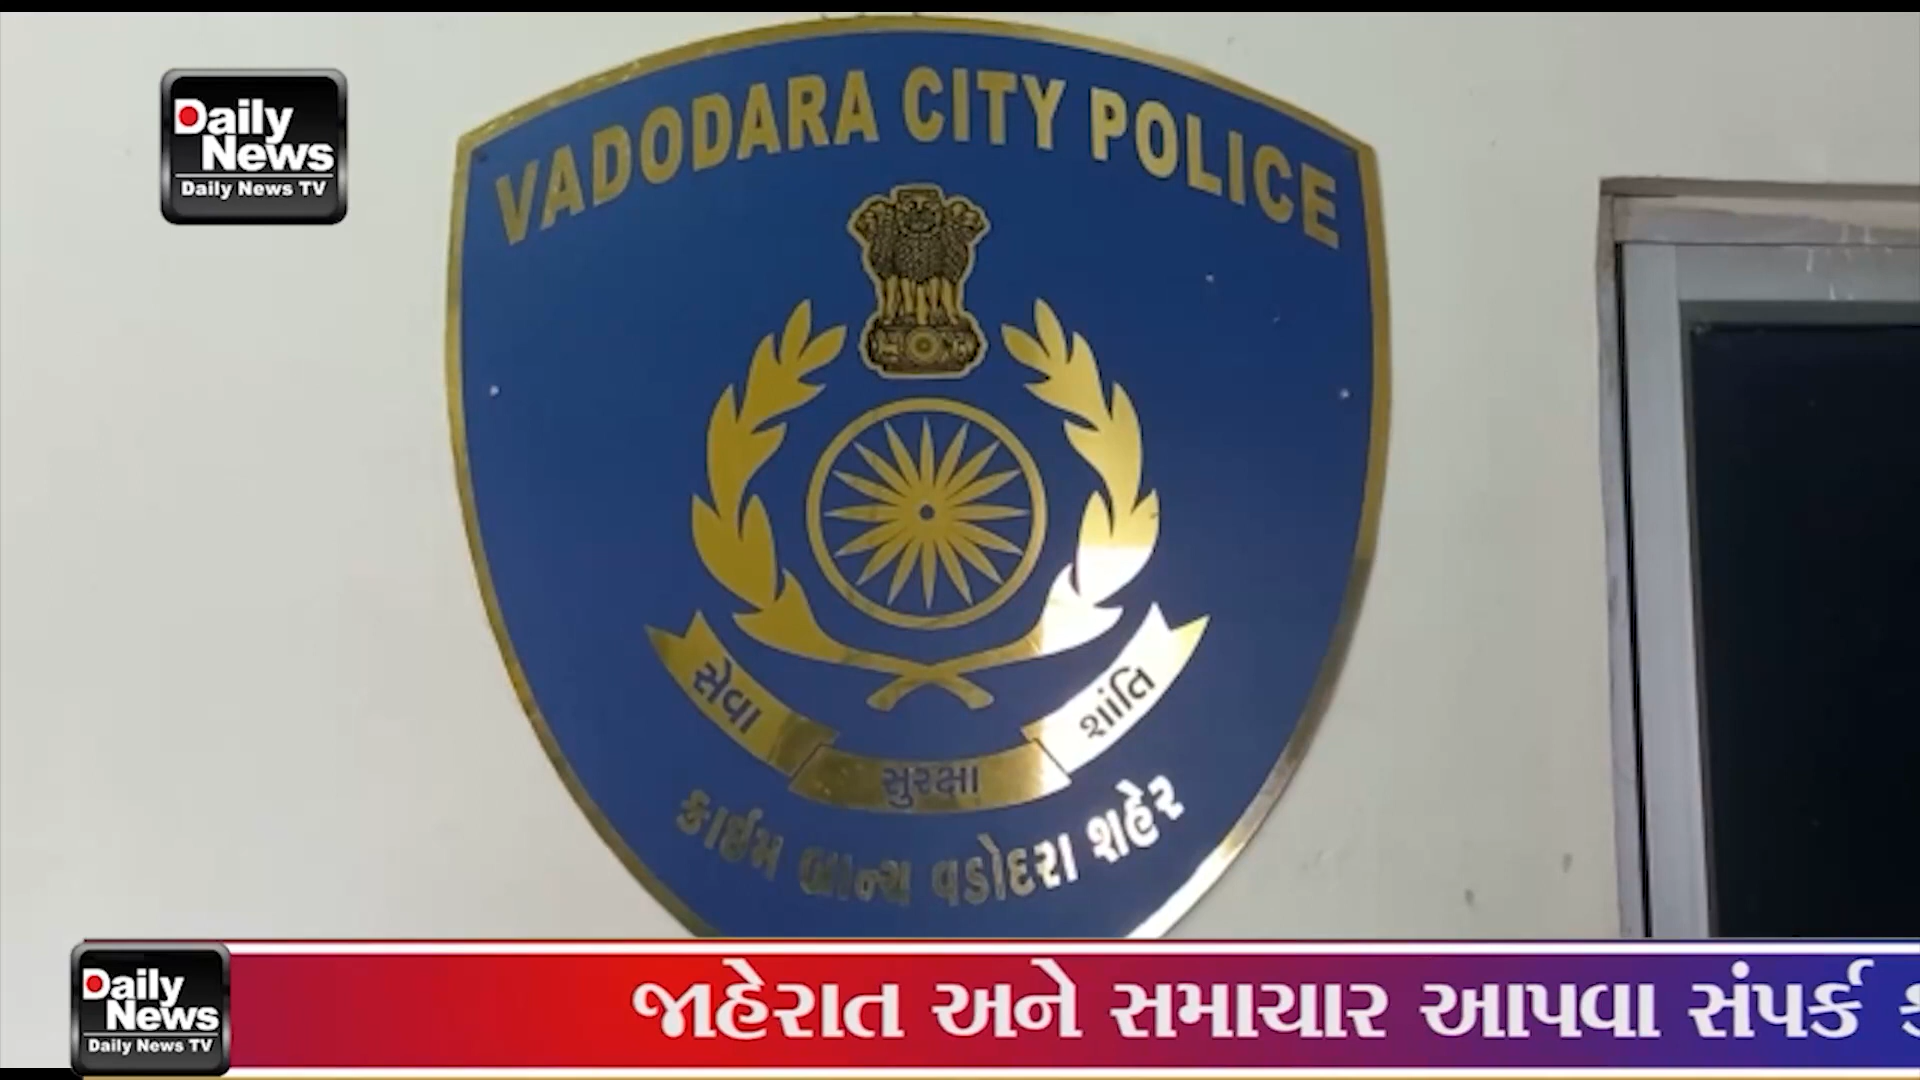 Daily
News
Daily News TV
VADODARA CITY POLICE
સેવા
સુરક્ષા
શાંતિ
ક્રાઈમ બ્રાન્ચ વડોદરા શહેર
Daily
News
Daily News TV
જાહેરાત અને સમાચાર આપવા સંપર્ક